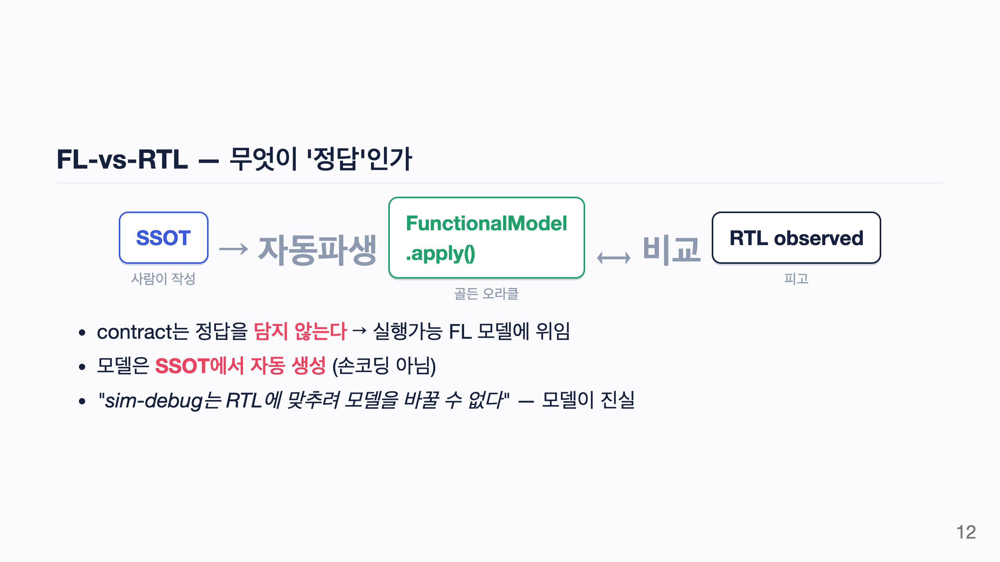 FL-vs-RTL — 무엇이 '정답'인가
SSOT
사람이 작성
→ 자동파생
FunctionalModel
.apply()
골든 오라클
↔ 비교
RTL observed
피고
• contract는 정답을 담지 않는다 → 실행가능 FL 모델에 위임
• 모델은 SSOT에서 자동 생성 (손코딩 아님)
• "sim-debug는 RTL에 맞추려 모델을 바꿀 수 없다" — 모델이 진실
12